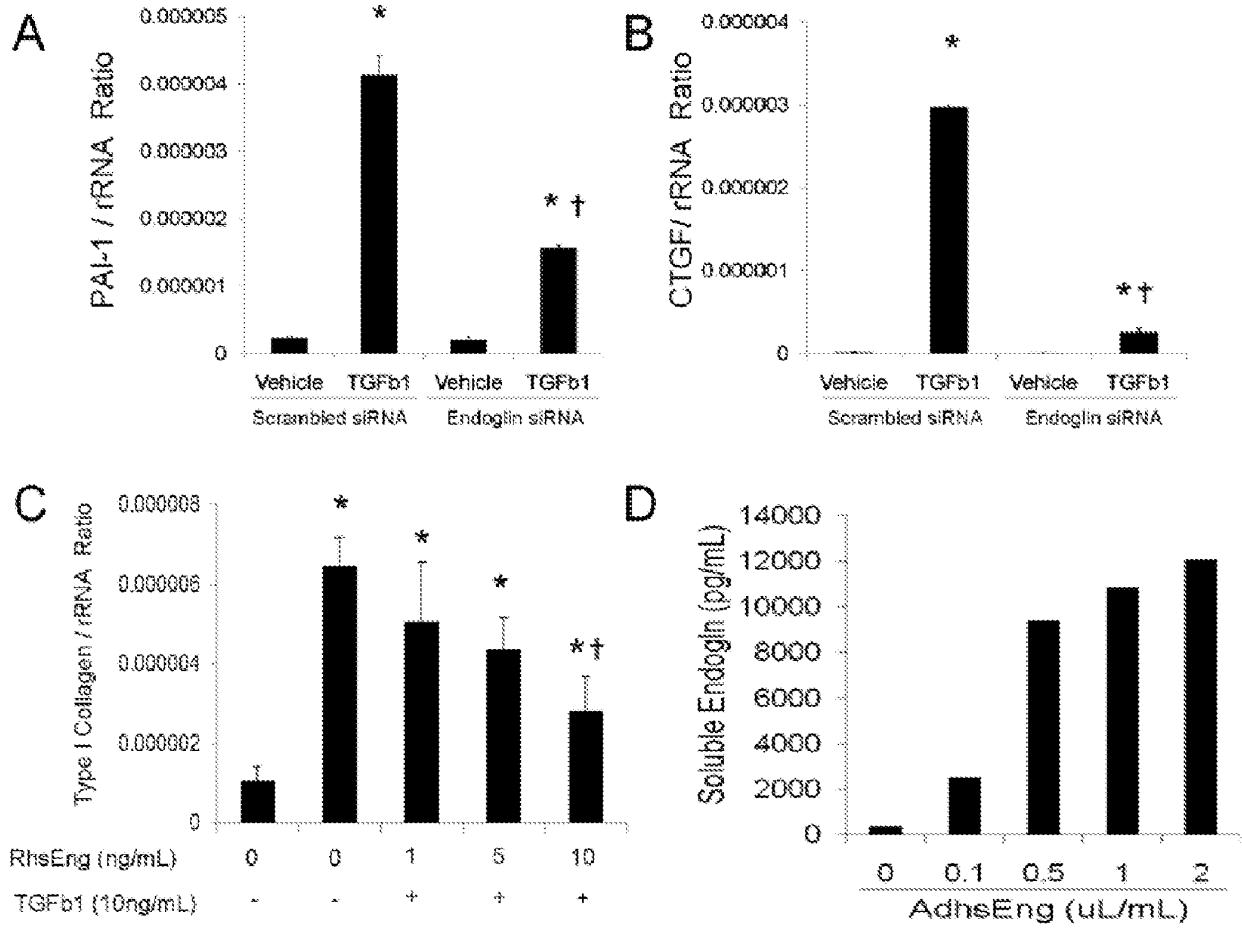 A
PAI-1 / rRNA Ratio
0.000005
0.000004
0.000003
0.000002
0.000001
0
*
* †
Vehicle TGFb1 Vehicle TGFb1
Scrambled siRNA Endoglin siRNA
B
CTGF/ rRNA Ratio
0.000004
0.000003
0.000002
0.000001
0
*
* †
Vehicle TGFb1 Vehicle TGFb1
Scrambled siRNA Endoglin siRNA
C
Type I Collagen / rRNA Ratio
0.000008
0.000006
0.000004
0.000002
0
*
*
*
* †
RhsEng (ng/mL) 0 0 1 5 10
TGFb1 (10ng/mL) - - + + +
D
Soluble Endogln (pg/mL)
14000
12000
10000
8000
6000
4000
2000
0
0 0.1 0.5 1 2
AdhsEng (uL/mL)